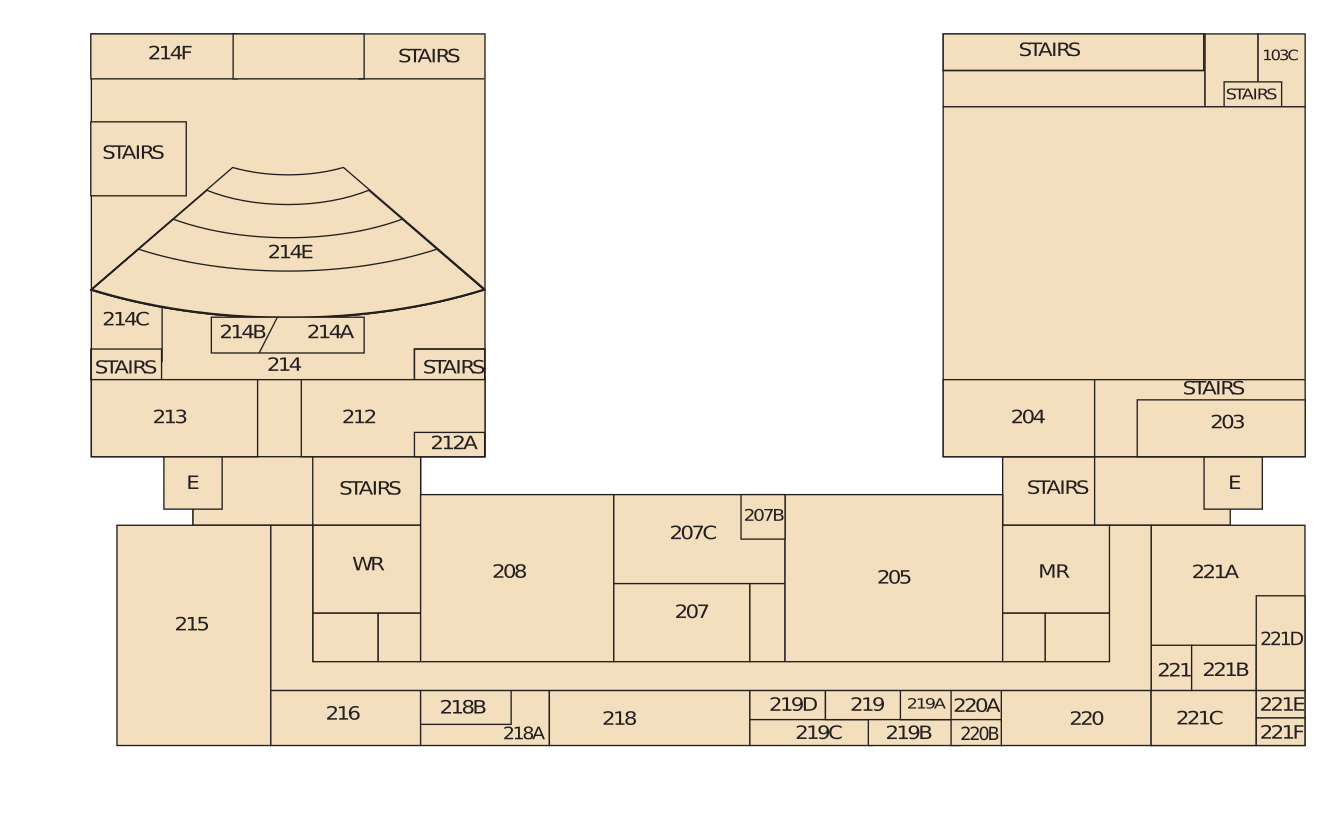 214F
STAIRS
STAIRS
103C
STAIRS
STAIRS
214E
214C
214B
214A
STAIRS
214
STAIRS
213
212
212A
204
STAIRS
203
E
STAIRS
STAIRS
E
WR
208
207C
207B
207
205
MR
221A
215
221D
221
221B
216
218B
218A
218
219D
219
219A
220A
219C
219B
220B
220
221C
221E
221F